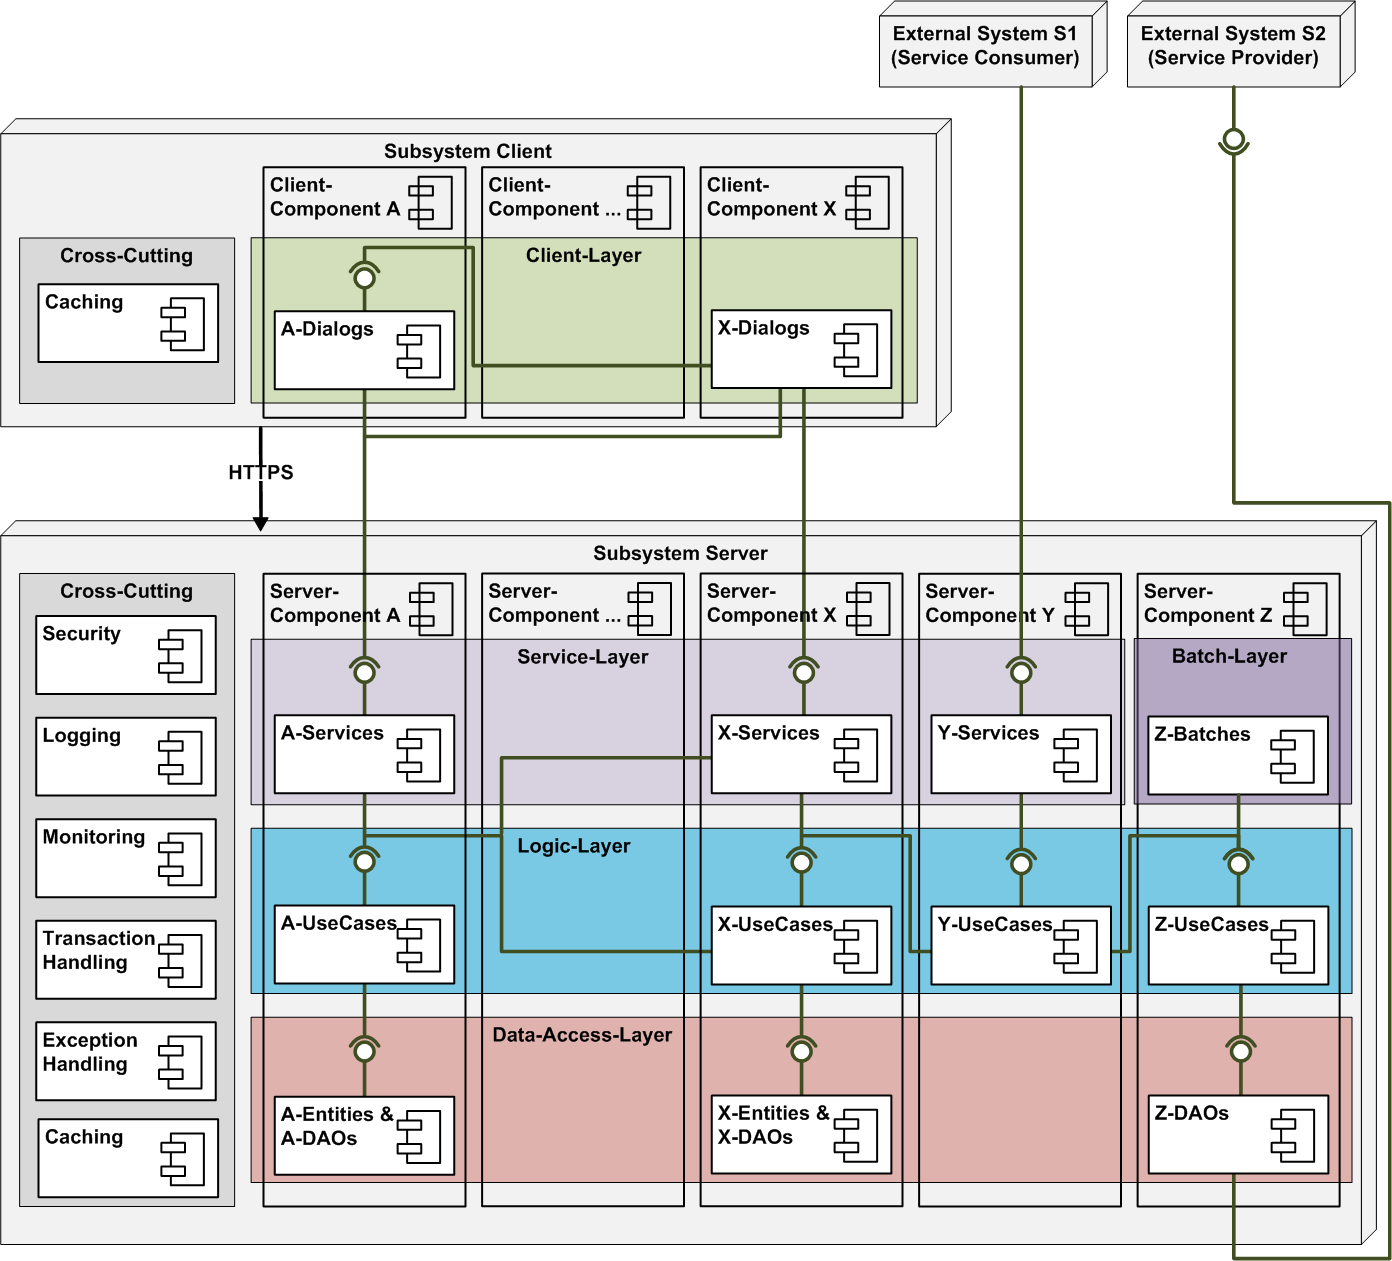 External System S1
(Service Consumer)
External System S2
(Service Provider)
Subsystem Client
Client-
Component A
Client-
Component ...
Client-
Component X
Cross-Cutting
Caching
Client-Layer
A-Dialogs
X-Dialogs
HTTPS
Subsystem Server
Cross-Cutting
Security
Logging
Monitoring
Transaction
Handling
Exception
Handling
Caching
Server-
Component A
Server-
Component ...
Server-
Component X
Server-
Component Y
Server-
Component Z
Service-Layer
Batch-Layer
A-Services
X-Services
Y-Services
Z-Batches
Logic-Layer
A-UseCases
X-UseCases
Y-UseCases
Z-UseCases
Data-Access-Layer
A-Entities &
A-DAOs
X-Entities &
X-DAOs
Z-DAOs